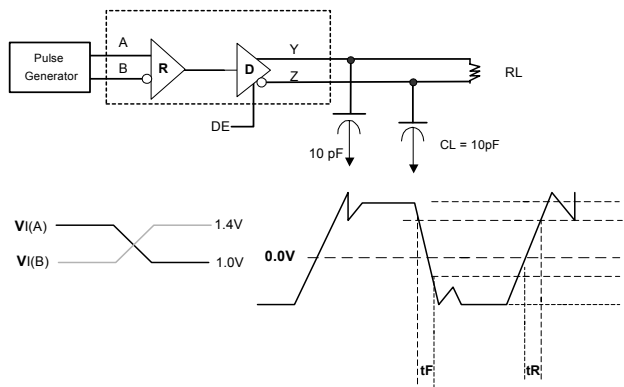 Pulse
Generator
A
B
R
D
Y
Z
RL
DE
10 pF
CL = 10pF
VI(A)
VI(B)
1.4V
1.0V
0.0V
tF
tR